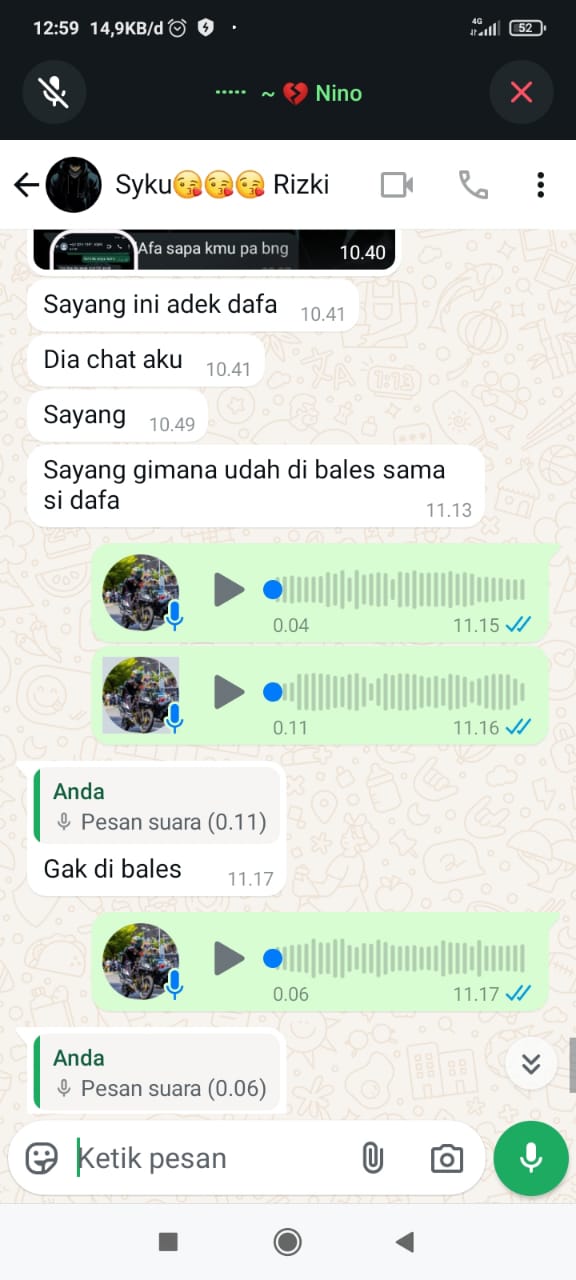 12:59 14,9KB/d
4G
52
~ 💔 Nino
Syku😘😘😘 Rizki
Afa sapa kmu pa bng
10.40
Sayang ini adek dafa
10.41
Dia chat aku
10.41
Sayang
10.49
Sayang gimana udah di bales sama
si dafa
11.13
0.04
11.15
0.11
11.16
Anda
Pesan suara (0.11)
Gak di bales
11.17
0.06
11.17
Anda
Pesan suara (0.06)
Ketik pesan